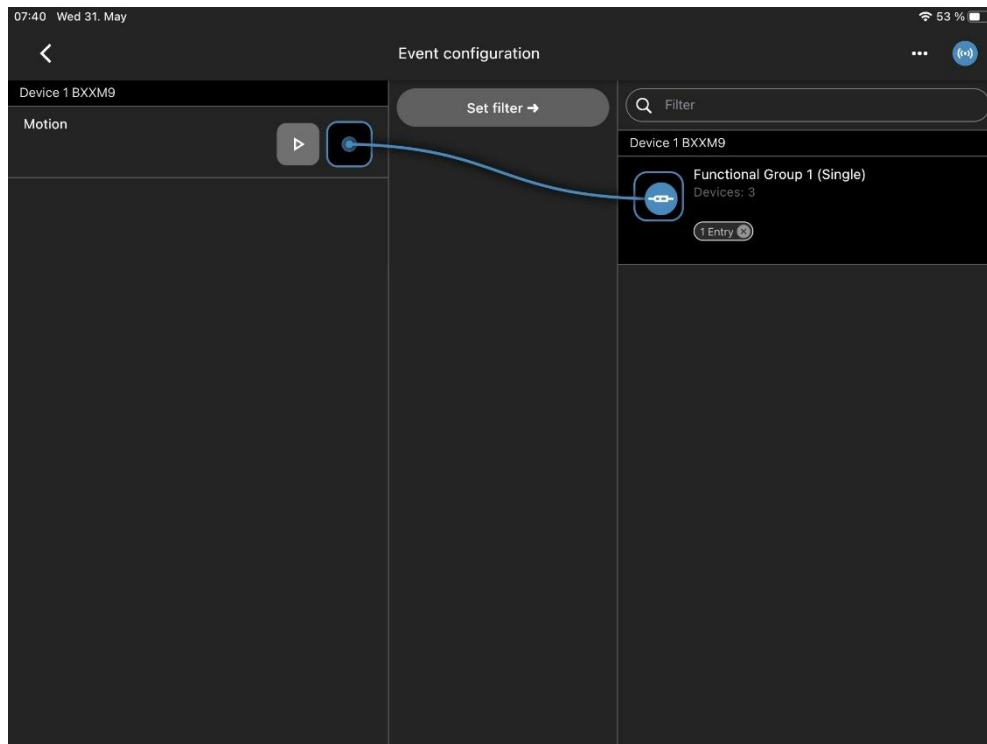 07:40 Wed 31. May
53 %
Event configuration
Device 1 BXXM9
Motion
Set filter ➔
Filter
Device 1 BXXM9
Functional Group 1 (Single)
Devices: 3
1 Entry